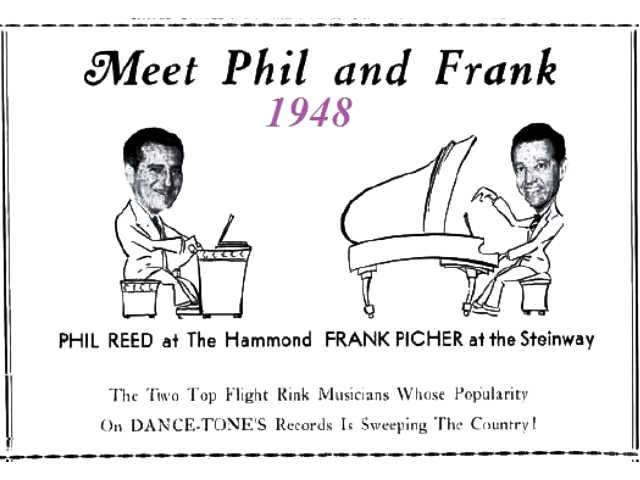 Meet Phil and Frank
1948
PHIL REED at The Hammond FRANK PICHER at the Steinway
The Two Top Flight Rink Musicians Whose Popularity
On DANCE-TONE'S Records Is Sweeping The Country!